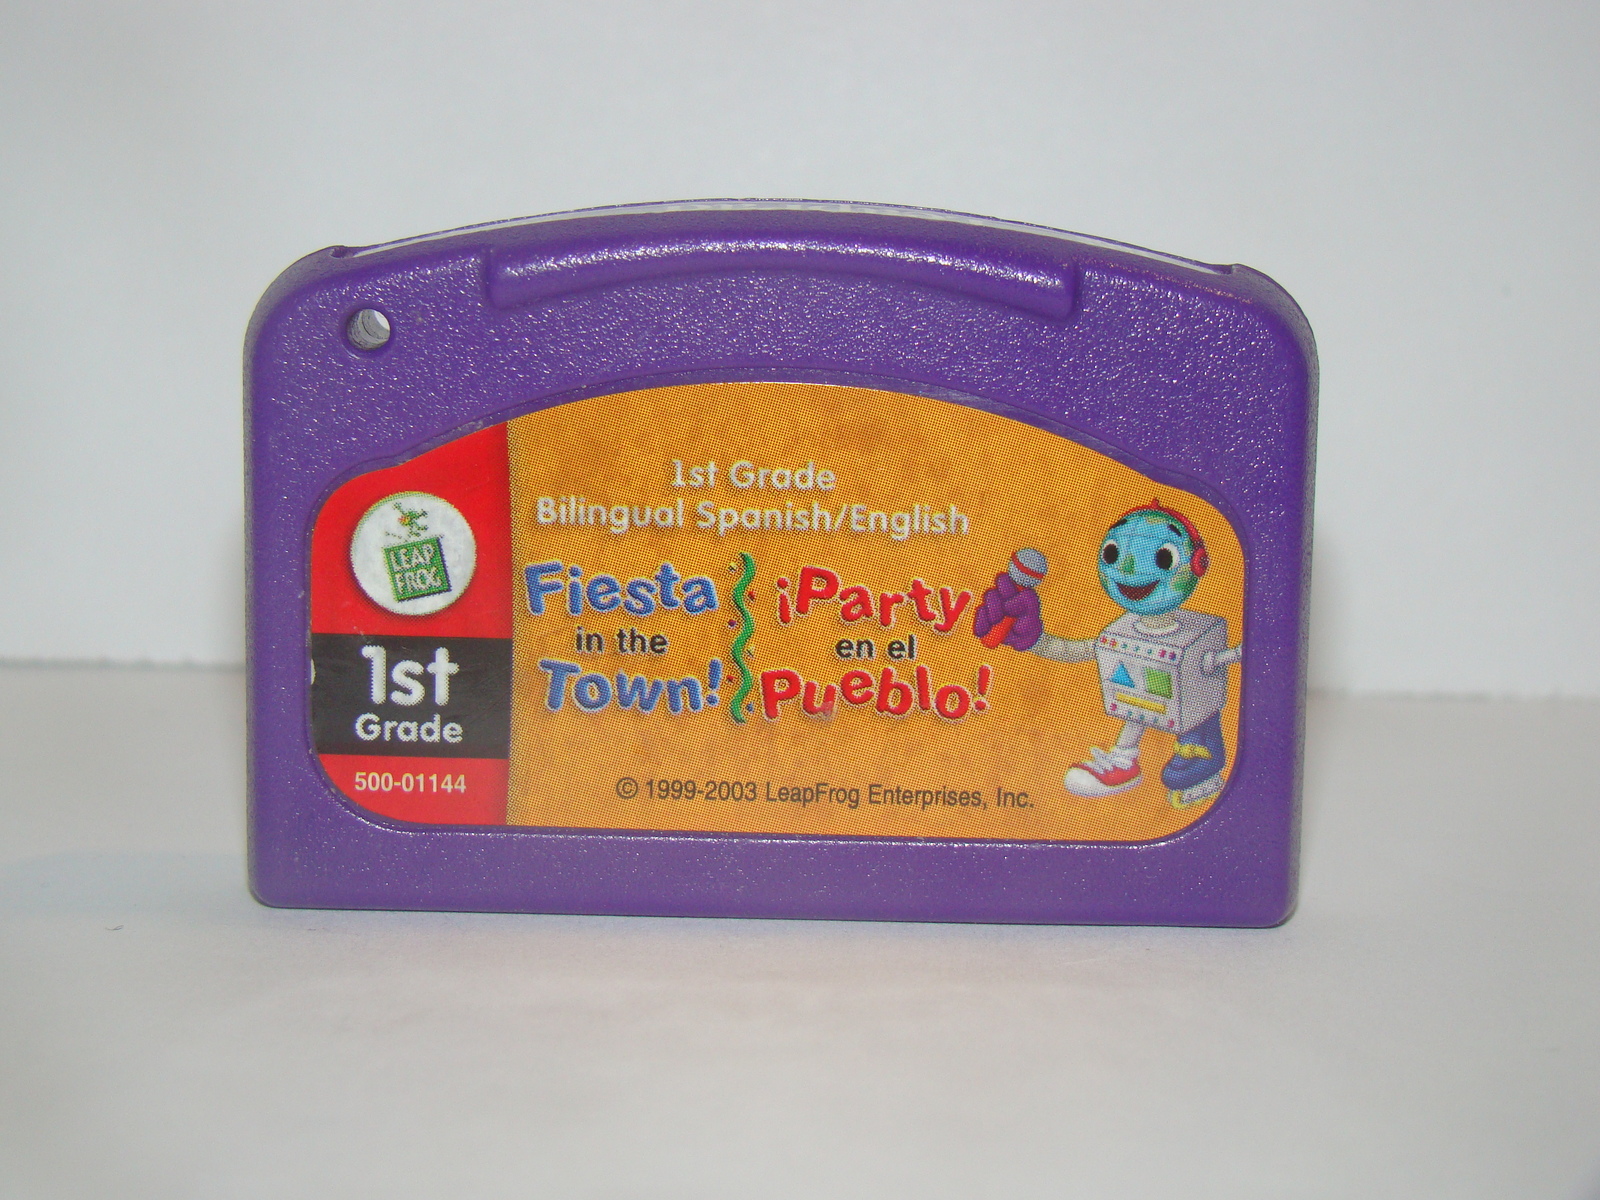 1st Grade
Bilingual Spanish/English
Fiesta
in the
Town!
¡Party
en el
Pueblo!
© 1999-2003 LeapFrog Enterprises, Inc.
LEAP
FROG
1st
Grade
500-01144